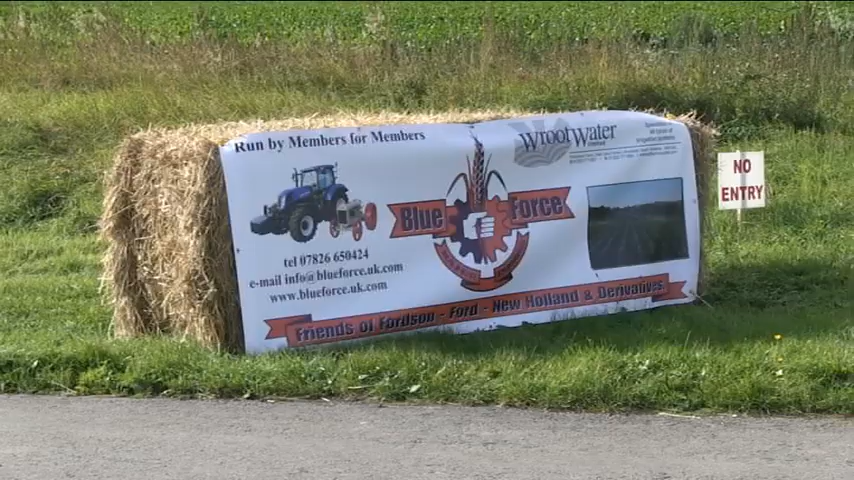 Run by Members for Members
WrootWater
Limited
Blue Force
tel 07826 650424
e-mail info@blueforce.uk.com
www.blueforce.uk.com
Friends of Fordson - Ford - New Holland & Derivatives.
NO
ENTRY